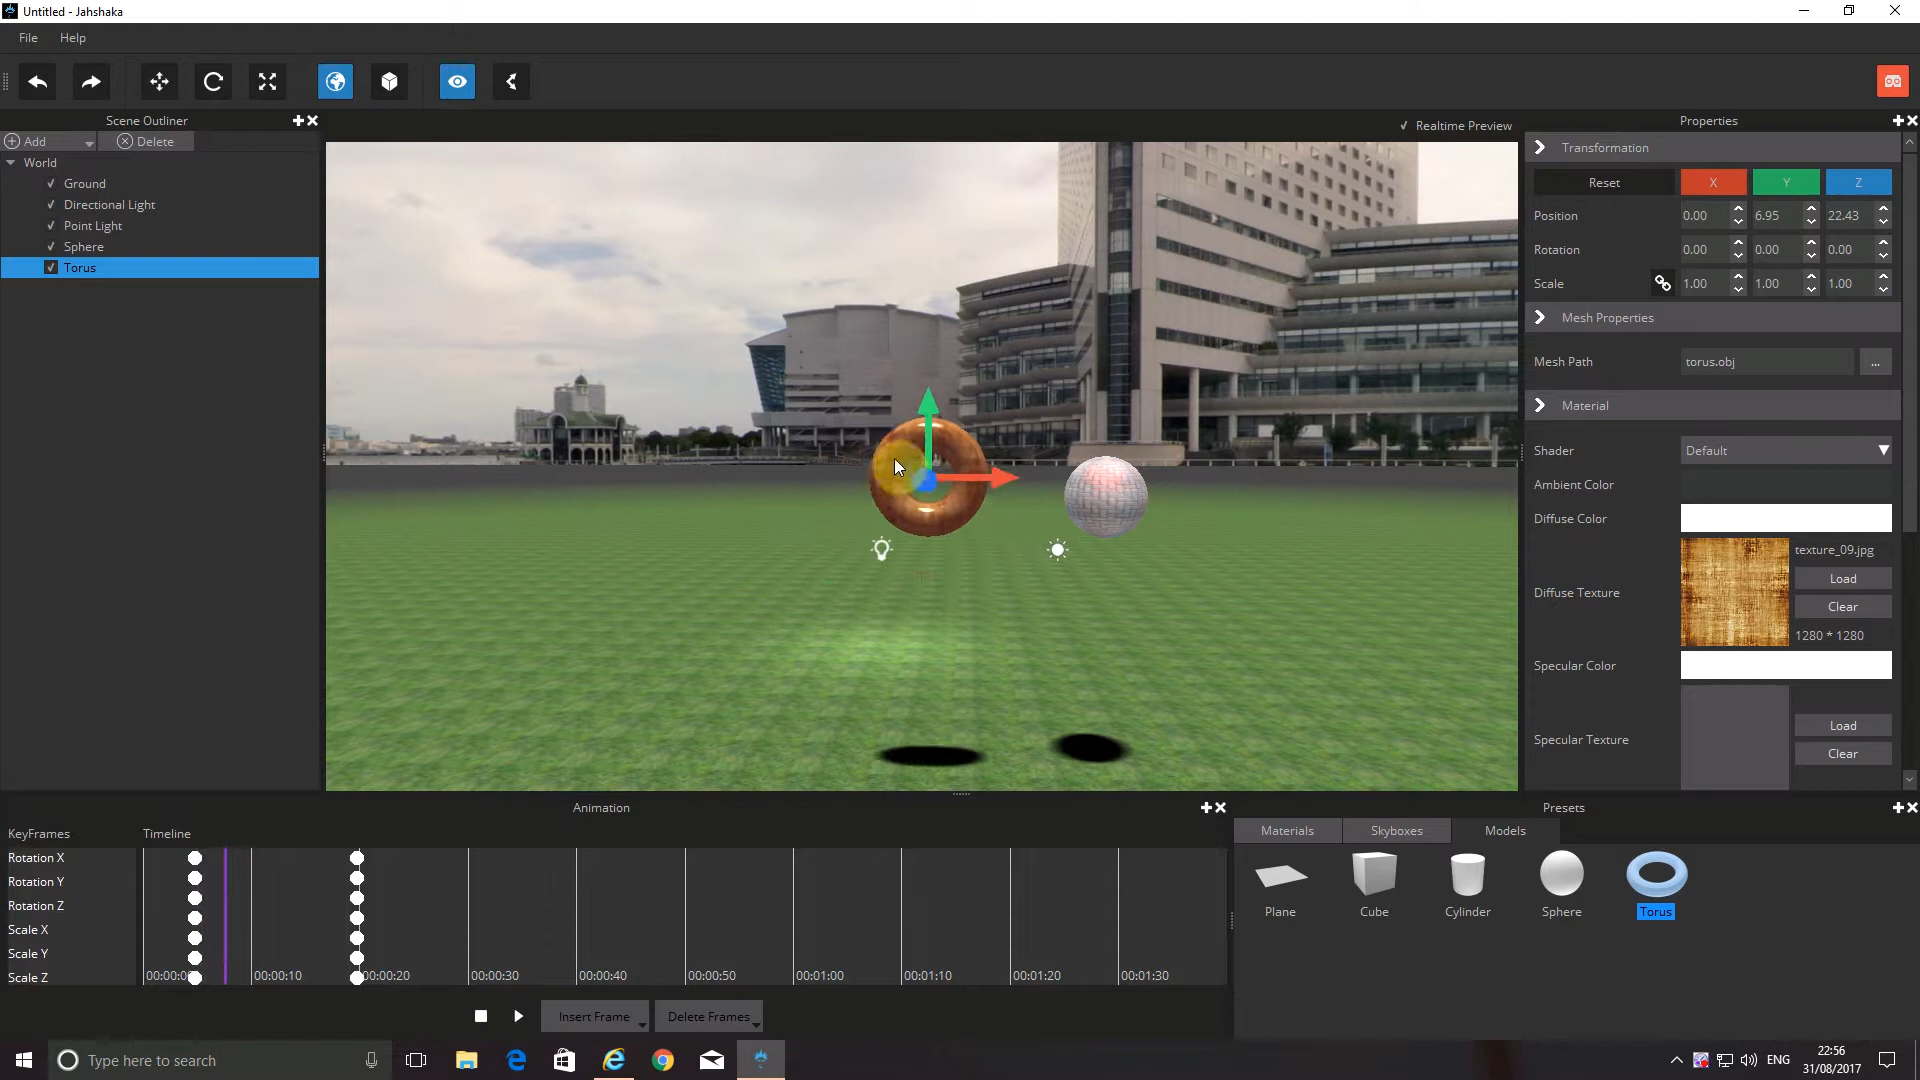 Untitled - Jahshaka
File Help
Scene Outliner
Realtime Preview
Properties
Add Delete
World
Ground
Directional Light
Point Light
Sphere
Torus
Transformation
Reset X Y Z
Position 0.00 6.95 22.43
Rotation 0.00 0.00 0.00
Scale 1.00 1.00 1.00
Mesh Properties
Mesh Path torus.obj ...
Material
Shader Default
Ambient Color
Diffuse Color
Diffuse Texture
texture_09.jpg
Load
Clear
1280 * 1280
Specular Color
Specular Texture
Load
Clear
Animation
KeyFrames Timeline
Rotation X
Rotation Y
Rotation Z
Scale X
Scale Y
Scale Z
00:00:0 00:00:10 00:00:20 00:00:30 00:00:40 00:00:50 00:01:00 00:01:10 00:01:20 00:01:30
Insert Frame Delete Frames
Presets
Materials Skyboxes Models
Plane Cube Cylinder Sphere Torus
Type here to search
ENG
22:56
31/08/2017